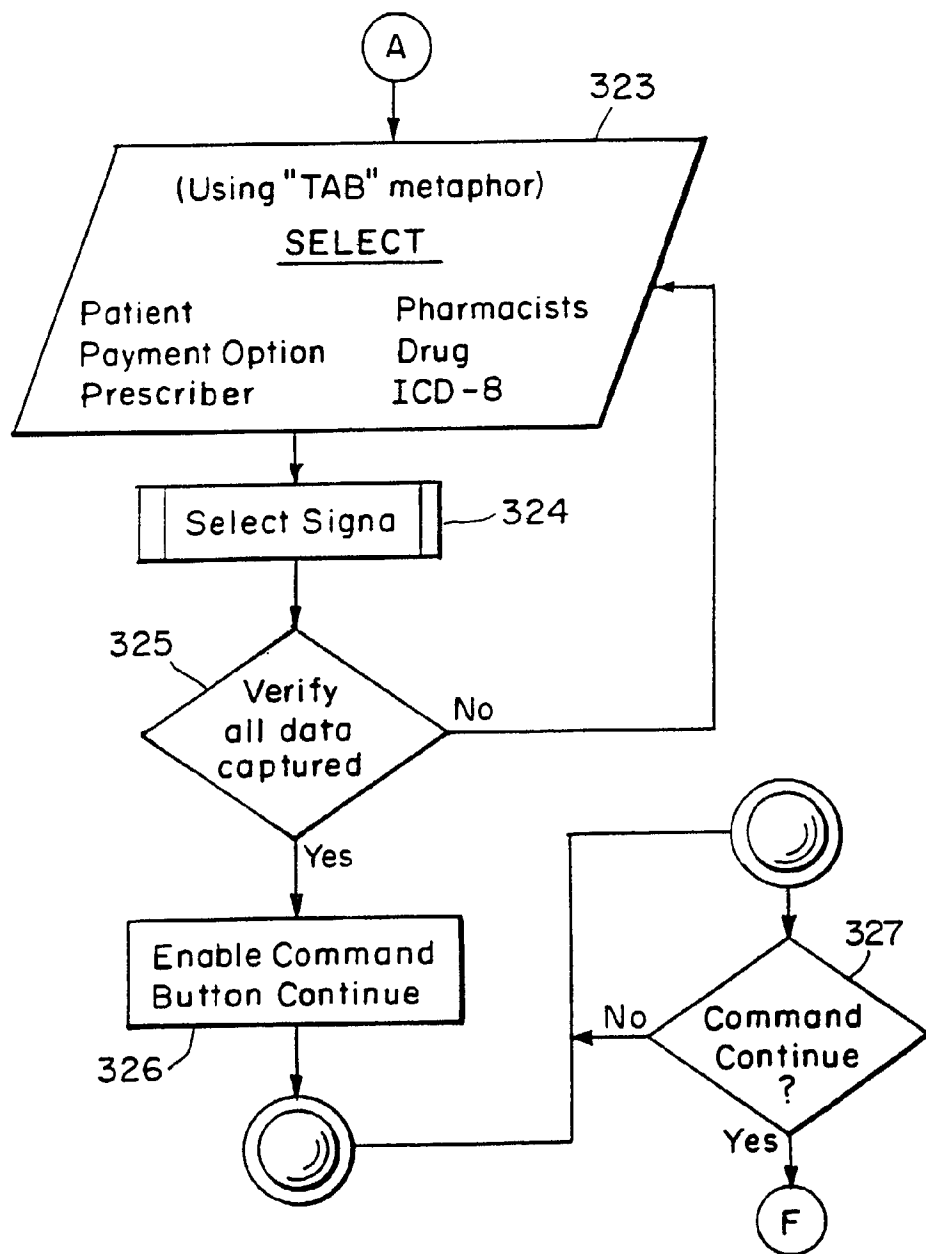 A
323
(Using "TAB" metaphor)
SELECT
Patient Pharmacists
Payment Option Drug
Prescriber ICD-8
Select Signa
324
325
Verify
all data
captured
No
Yes
Enable Command
Button Continue
326
327
Command
Continue
?
No
Yes
F